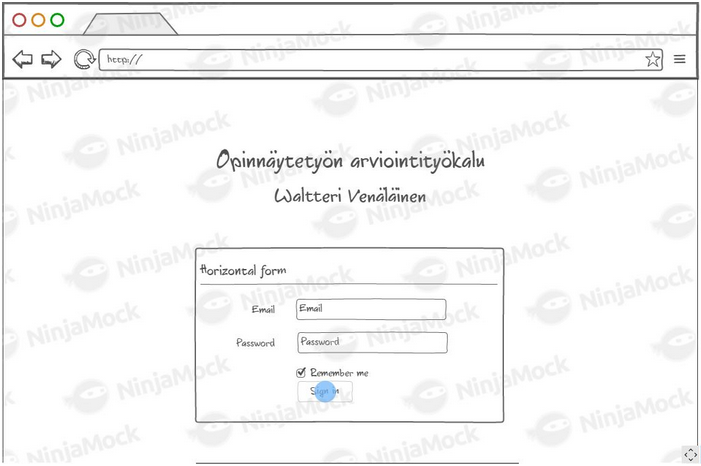 http://
Opinnäytetyön arviointityökalu
Waltteri Venäläinen
Horizontal form
Email Email
Password Password
Remember me
Sign in
NinjaMock